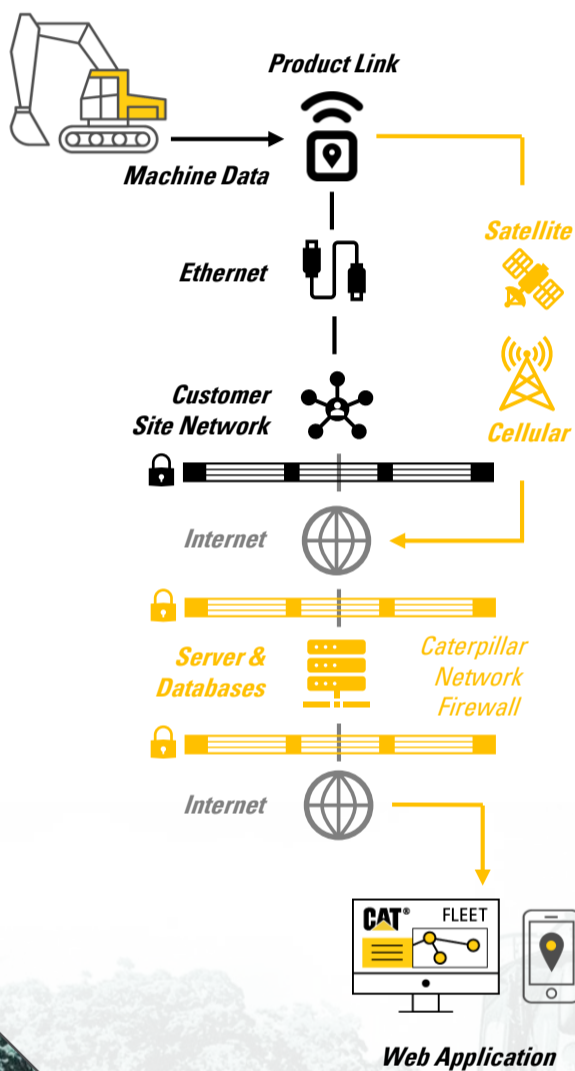 Product Link
Machine Data
Satellite
Ethernet
Customer
Site Network
Cellular
Internet
Server &
Databases
Caterpillar
Network
Firewall
Internet
CAT® FLEET
Web Application